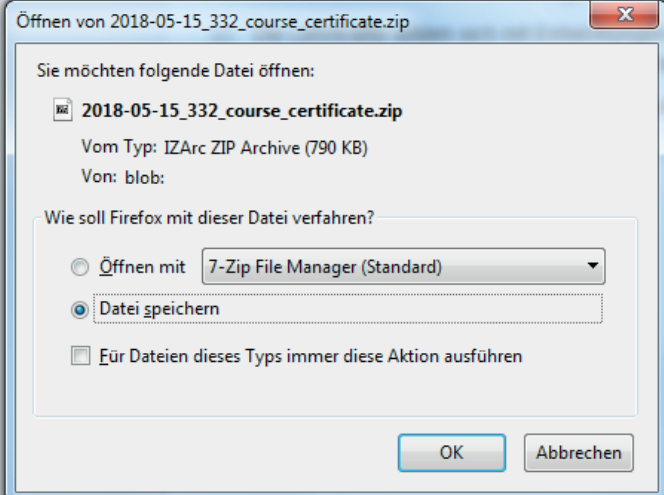 Öffnen von 2018-05-15_332_course_certificate.zip
Sie möchten folgende Datei öffnen:
2018-05-15_332_course_certificate.zip
Vom Typ: IZArc ZIP Archive (790 KB)
Von: blob:
Wie soll Firefox mit dieser Datei verfahren?
Öffnen mit 7-Zip File Manager (Standard)
Datei speichern
Für Dateien dieses Typs immer diese Aktion ausführen
OK Abbrechen